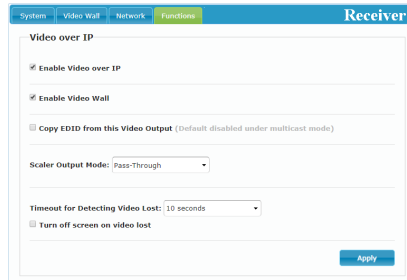 System Video Wall Network Functions Receiver
Video over IP
Enable Video over IP
Enable Video Wall
Copy EDID from this Video Output (Default disabled under multicast mode)
Scaler Output Mode: Pass-Through
Timeout for Detecting Video Lost: 10 seconds
Turn off screen on video lost
Apply